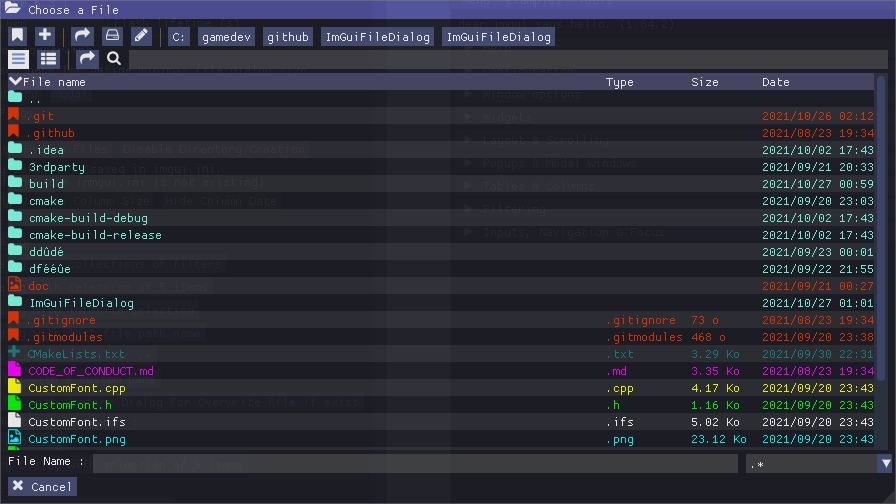 Choose a File
C: gamedev github ImGuiFileDialog ImGuiFileDialog
File name Type Size Date
..
.git 2021/10/26 02:12
.github 2021/08/23 19:34
.idea 2021/10/02 17:43
3rdparty 2021/09/21 20:33
build 2021/10/27 00:59
cmake 2021/09/20 23:03
cmake-build-debug 2021/10/02 17:43
cmake-build-release 2021/10/02 17:43
ddûdé 2021/09/23 00:01
dfééûe 2021/09/22 21:55
doc 2021/09/21 00:27
ImGuiFileDialog 2021/10/27 01:01
.gitignore .gitignore 73 o 2021/08/23 19:34
.gitmodules .gitmodules 468 o 2021/09/20 23:38
CMakeLists.txt .txt 3.29 Ko 2021/09/30 22:31
CODE_OF_CONDUCT.md .md 3.35 Ko 2021/08/23 19:34
CustomFont.cpp .cpp 4.17 Ko 2021/09/20 23:43
CustomFont.h .h 1.16 Ko 2021/09/20 23:43
CustomFont.ifs .ifs 5.02 Ko 2021/09/20 23:43
CustomFont.png .png 23.12 Ko 2021/09/20 23:43
File Name : .*
Cancel